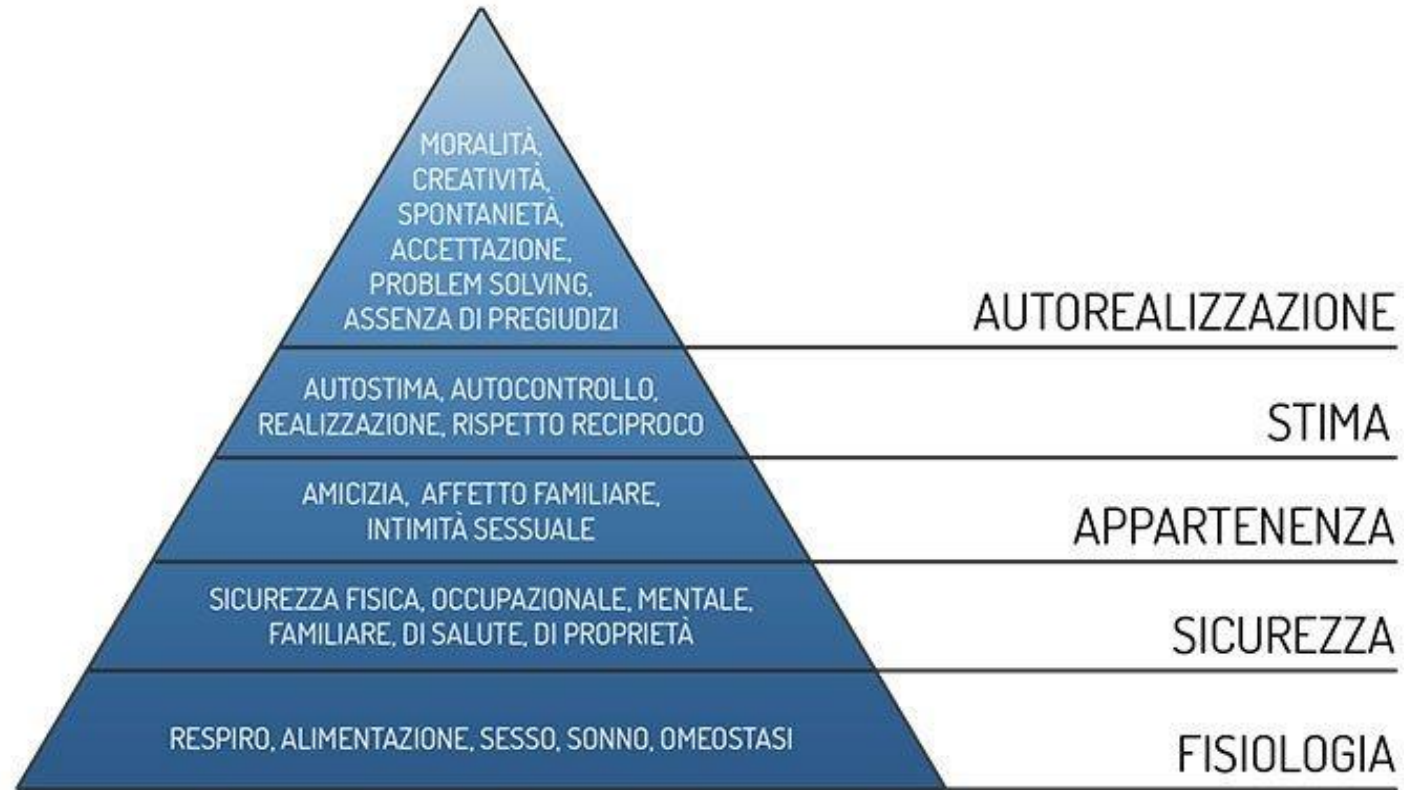 MORALITÀ,
CREATIVITÀ,
SPONTANIETÀ,
ACCETTAZIONE,
PROBLEM SOLVING,
ASSENZA DI PREGIUDIZI
AUTOREALIZZAZIONE
AUTOSTIMA, AUTOCONTROLLO,
REALIZZAZIONE, RISPETTO RECIPROCO
STIMA
AMICIZIA, AFFETTO FAMILIARE,
INTIMITÀ SESSUALE
APPARTENENZA
SICUREZZA FISICA, OCCUPAZIONALE, MENTALE,
FAMILIARE, DI SALUTE, DI PROPRIETÀ
SICUREZZA
RESPIRO, ALIMENTAZIONE, SESSO, SONNO, OMEOSTASI
FISIOLOGIA